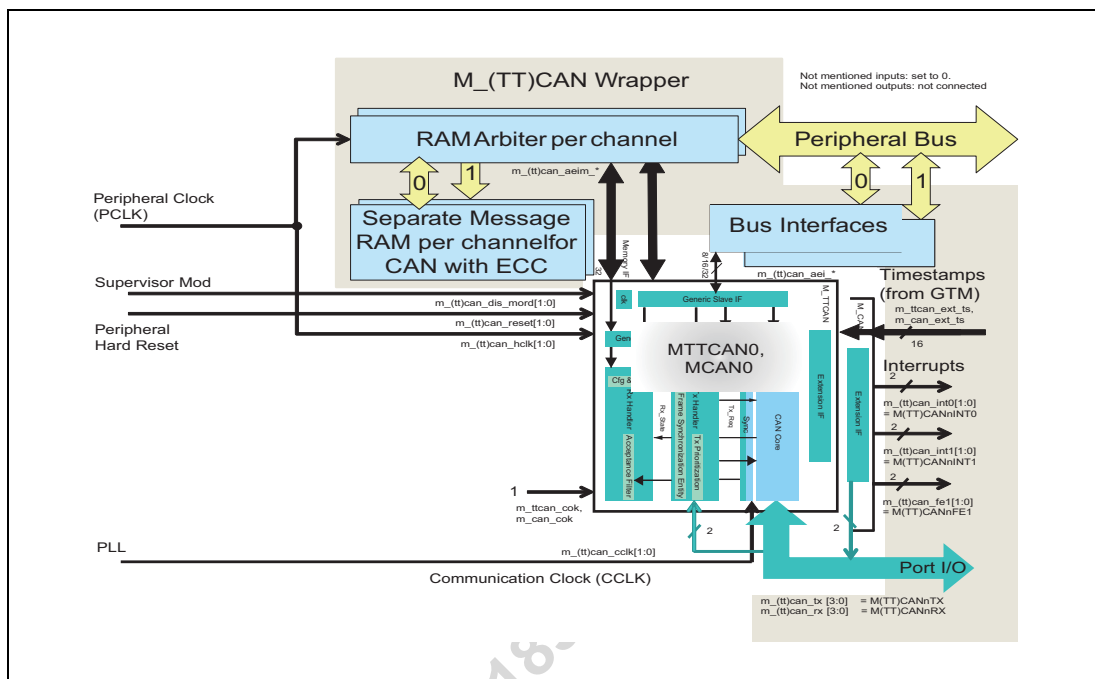 M_(TT)CAN Wrapper
Not mentioned inputs: set to 0.
Not mentioned outputs: not connected
RAM Arbiter per channel
Peripheral Bus
0
1
m_(tt)can_aeim_*
0
1
Peripheral Clock
(PCLK)
Separate Message
RAM per channelfor
CAN with ECC
Bus Interfaces
32
Memory IF
8/16/32
m_(tt)can_aei_*
Supervisor Mod
m_(tt)can_dis_mord[1:0]
m_(tt)can_reset[1:0]
Peripheral
Hard Reset
m_(tt)can_hclk[1:0]
clk
Generic Slave IF
M_TTCAN
M_CAN
Timestamps
(from GTM)
m_ttcan_ext_ts,
m_can_ext_ts
16
Gen
MTTCAN0,
MCAN0
Cfg &
Rx Handler
Acceptance Filter
Rx_State
Tx Handler
Frame Synchronization Entity
Tx Prioritization
Tx_Req
Sync
CAN Core
Extension IF
Extension IF
Interrupts
2
m_(tt)can_int0[1:0]
= M(TT)CANnINT0
2
m_(tt)can_int1[1:0]
= M(TT)CANnINT1
2
m_(tt)can_fe1[1:0]
= M(TT)CANnFE1
1
m_ttcan_cok,
m_can_cok
2
2
PLL
m_(tt)can_cclk[1:0]
Communication Clock (CCLK)
Port I/O
m_(tt)can_tx [3:0] = M(TT)CANnTX
m_(tt)can_rx [3:0] = M(TT)CANnRX